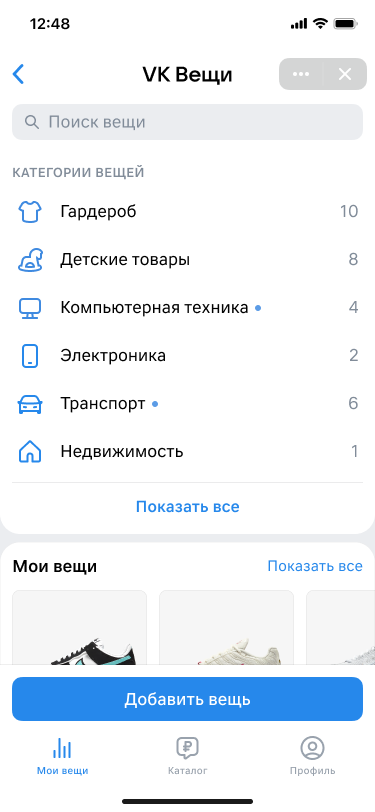 12:48
VK Вещи
Поиск вещи
КАТЕГОРИИ ВЕЩЕЙ
Гардероб 10
Детские товары 8
Компьютерная техника 4
Электроника 2
Транспорт 6
Недвижимость 1
Показать все
Мои вещи Показать все
Добавить вещь
Мои вещи Каталог Профиль